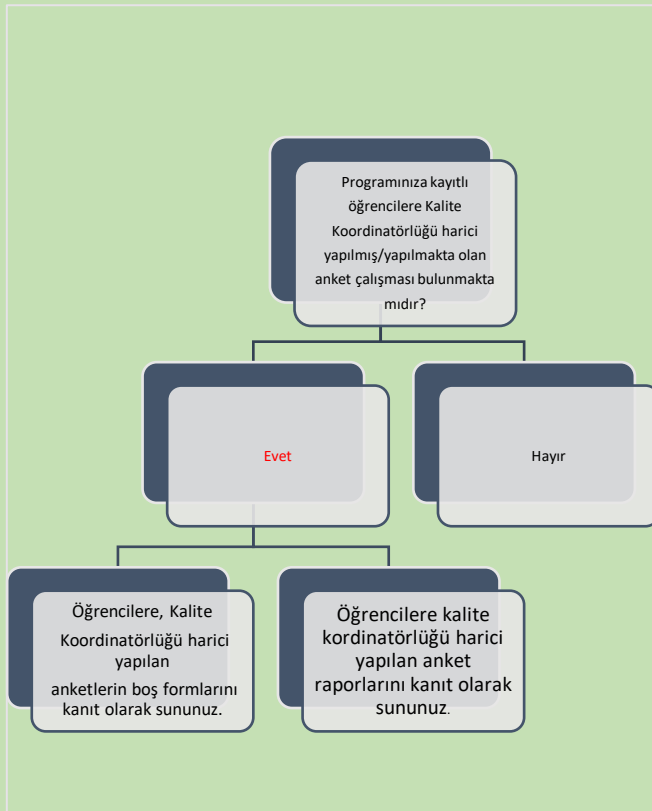 Programınıza kayıtlı
öğrencilere Kalite
Koordinatörlüğü harici
yapılmış/yapılmakta olan
anket çalışması bulunmakta
mıdır?
Evet
Hayır
Öğrencilere, Kalite
Koordinatörlüğü harici
yapılan
anketlerin boş formlarını
kanıt olarak sununuz.
Öğrencilere kalite
kordinatörlüğü harici
yapılan anket
raporlarını kanıt olarak
sununuz.